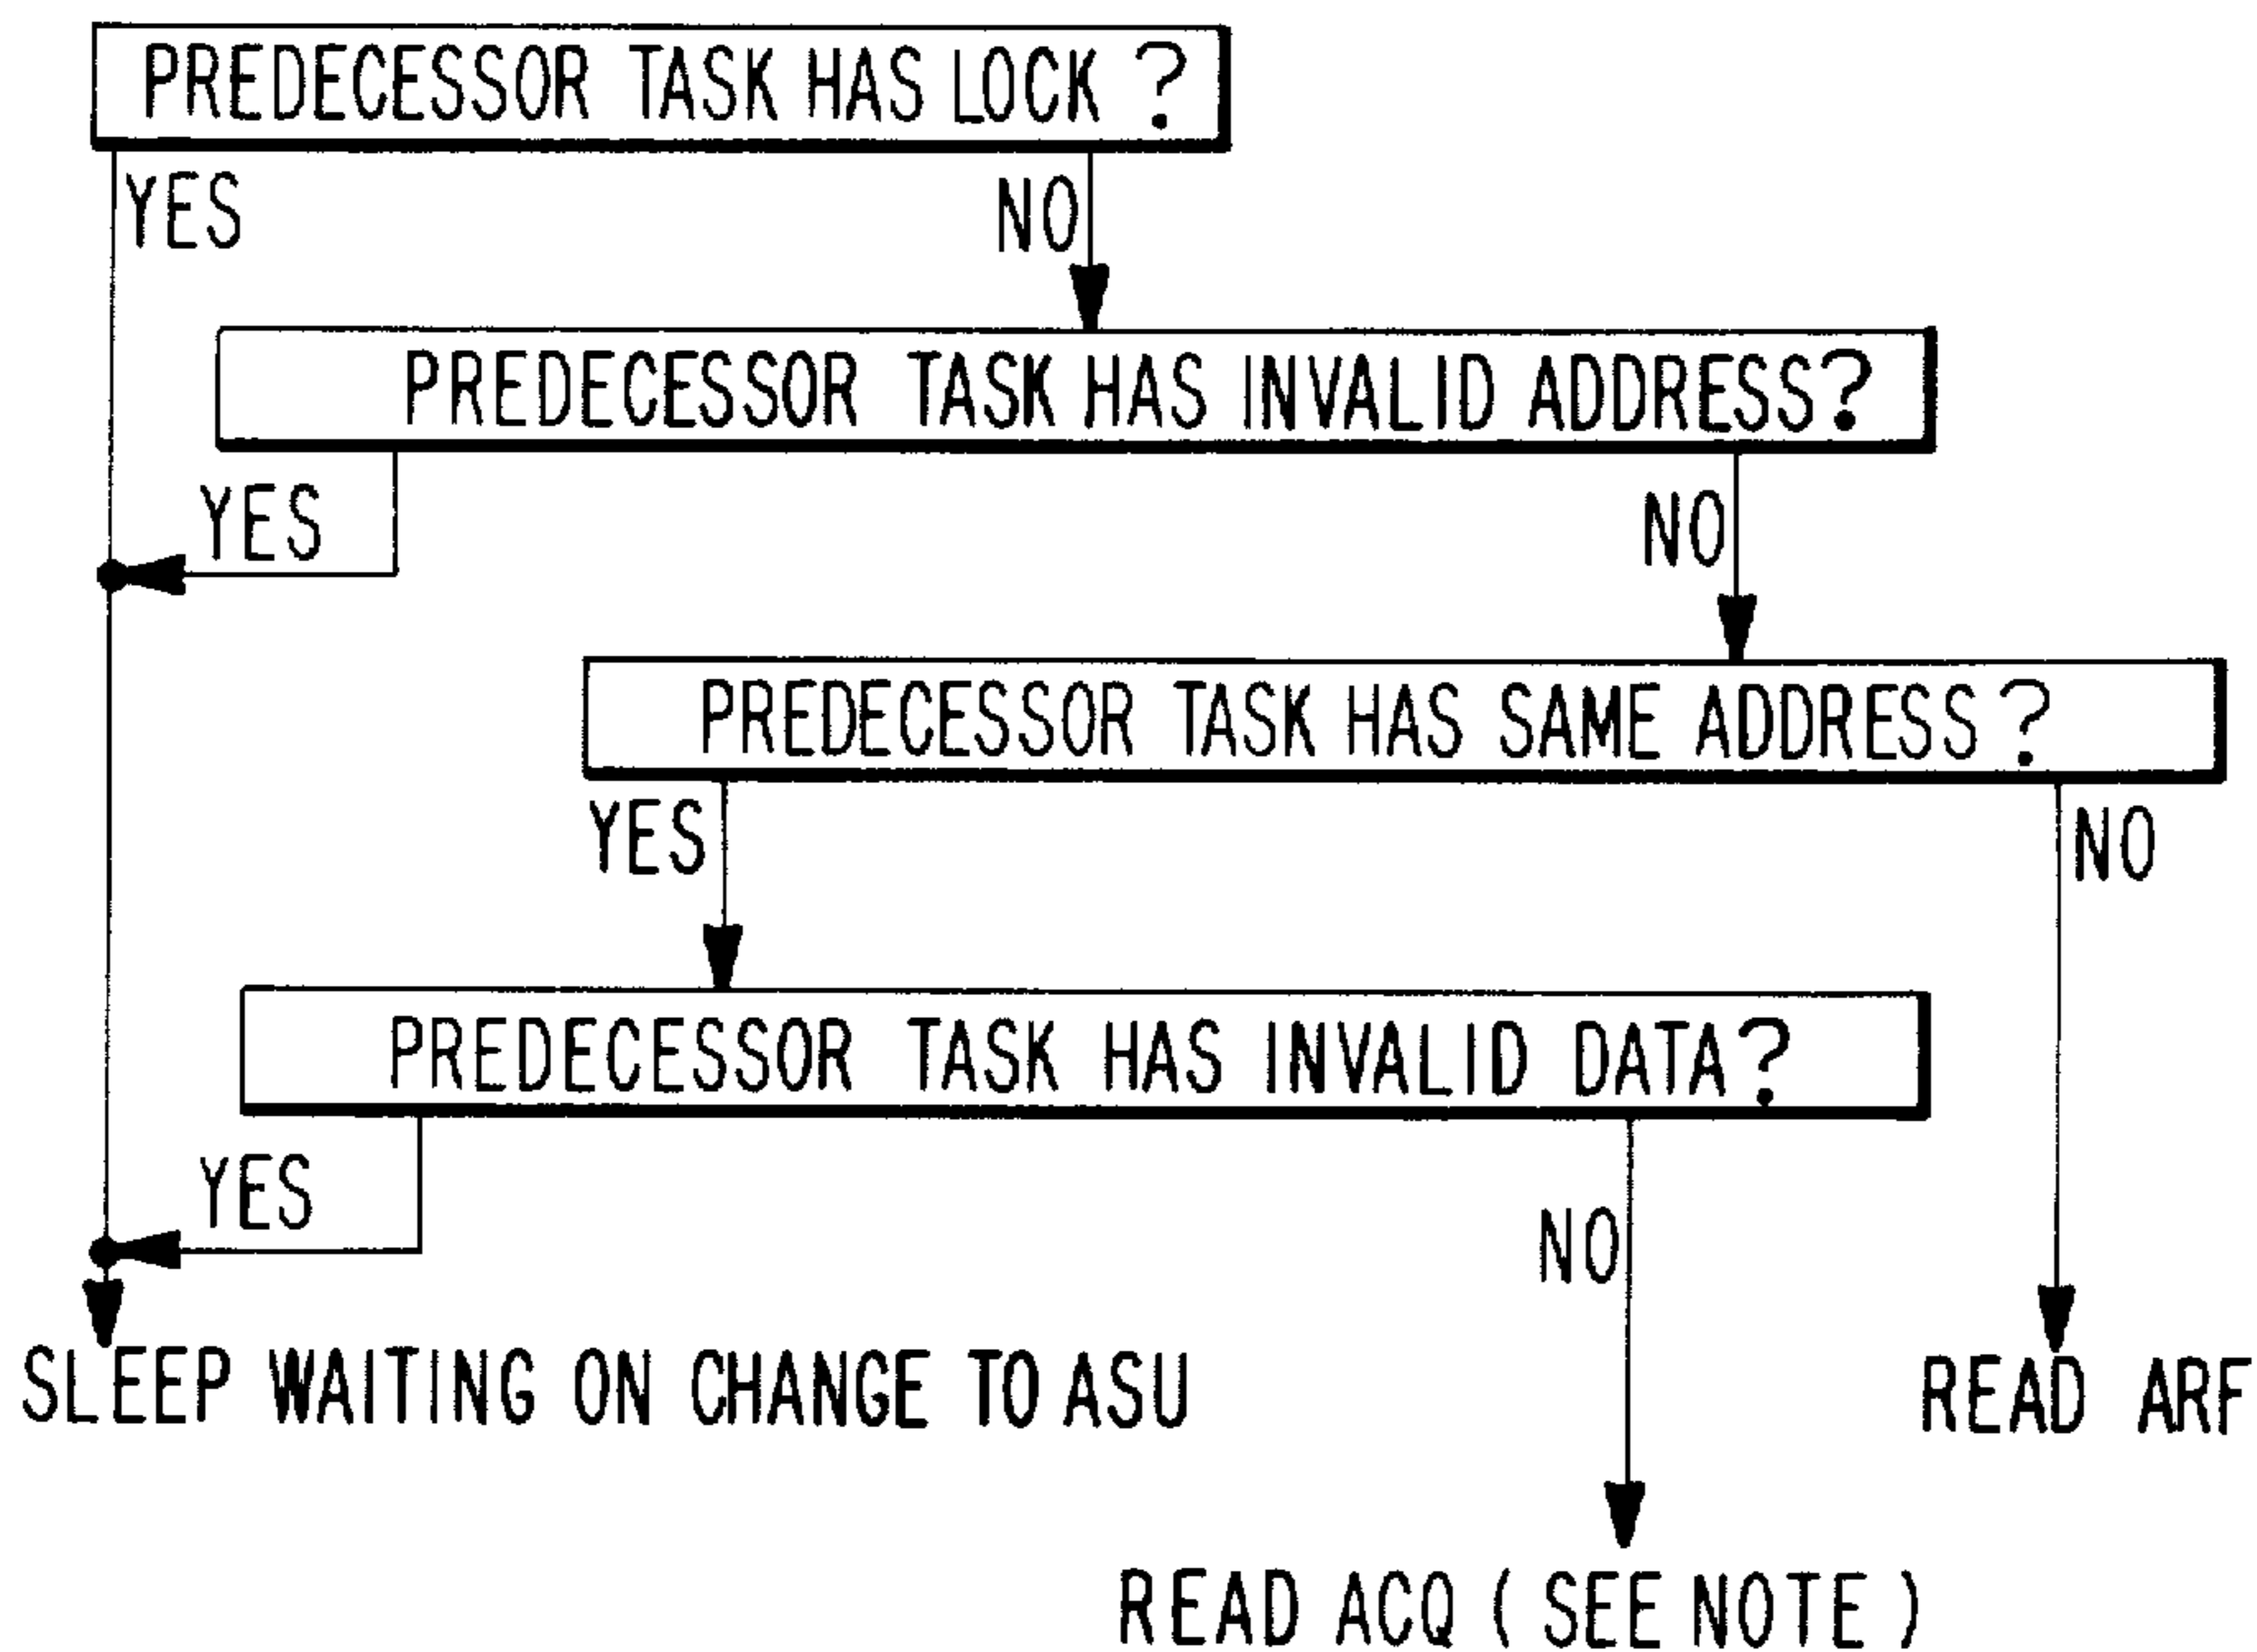 PREDECESSOR TASK HAS LOCK ?
YES
NO
PREDECESSOR TASK HAS INVALID ADDRESS?
YES
NO
PREDECESSOR TASK HAS SAME ADDRESS?
YES
NO
PREDECESSOR TASK HAS INVALID DATA?
YES
NO
SLEEP WAITING ON CHANGE TO ASU
READ ARF
READ ACQ ( SEE NOTE )